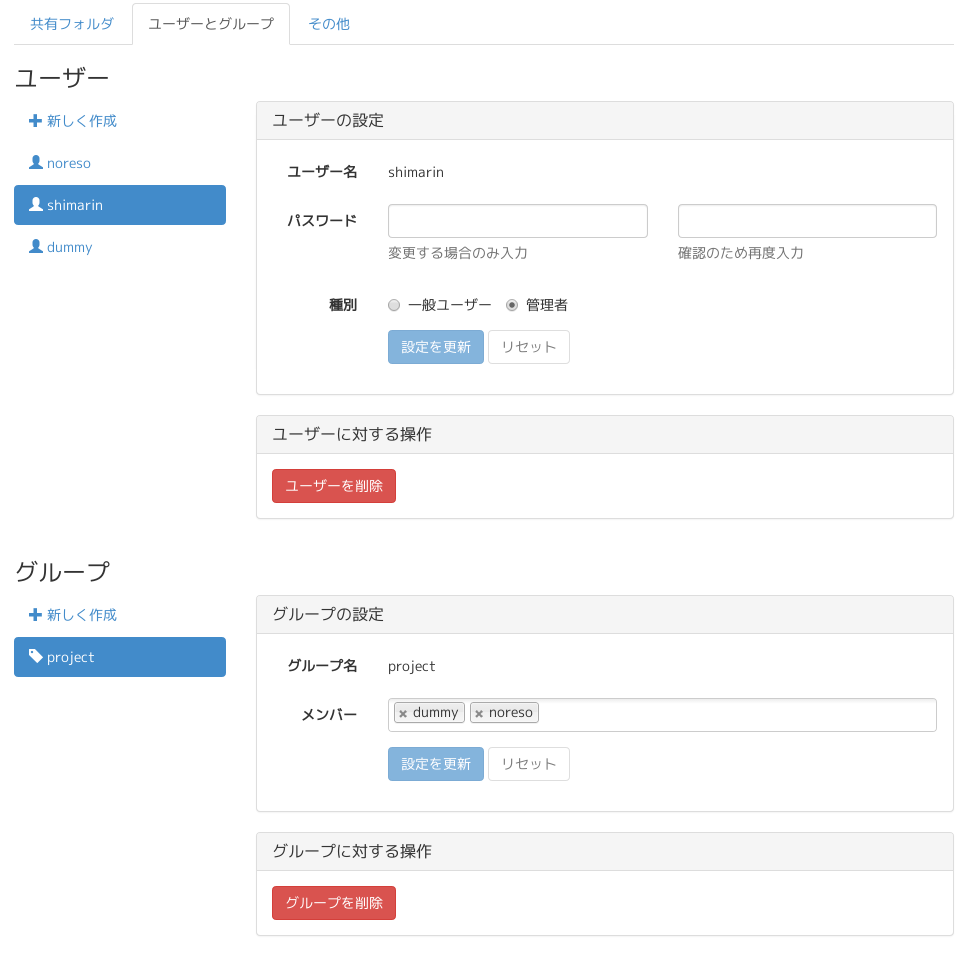 共有フォルダ ユーザーとグループ その他
ユーザー
新しく作成
noreso
shimarin
dummy
ユーザーの設定
ユーザー名 shimarin
パスワード
変更する場合のみ入力 確認のため再度入力
種別 一般ユーザー 管理者
設定を更新 リセット
ユーザーに対する操作
ユーザーを削除
グループ
新しく作成
project
グループの設定
グループ名 project
メンバー × dummy × noreso
設定を更新 リセット
グループに対する操作
グループを削除